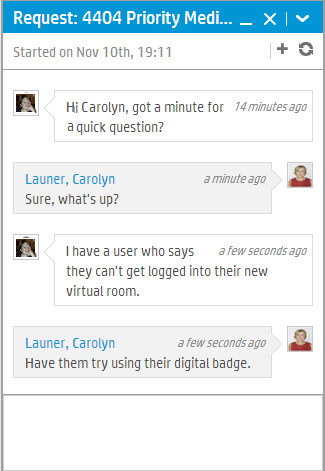 Request: 4404 Priority Medi...
Started on Nov 10th, 19:11
Hi Carolyn, got a minute for 14 minutes ago
a quick question?
Launer, Carolyn a minute ago
Sure, what's up?
I have a user who says a few seconds ago
they can't get logged into their new
virtual room.
Launer, Carolyn a few seconds ago
Have them try using their digital badge.